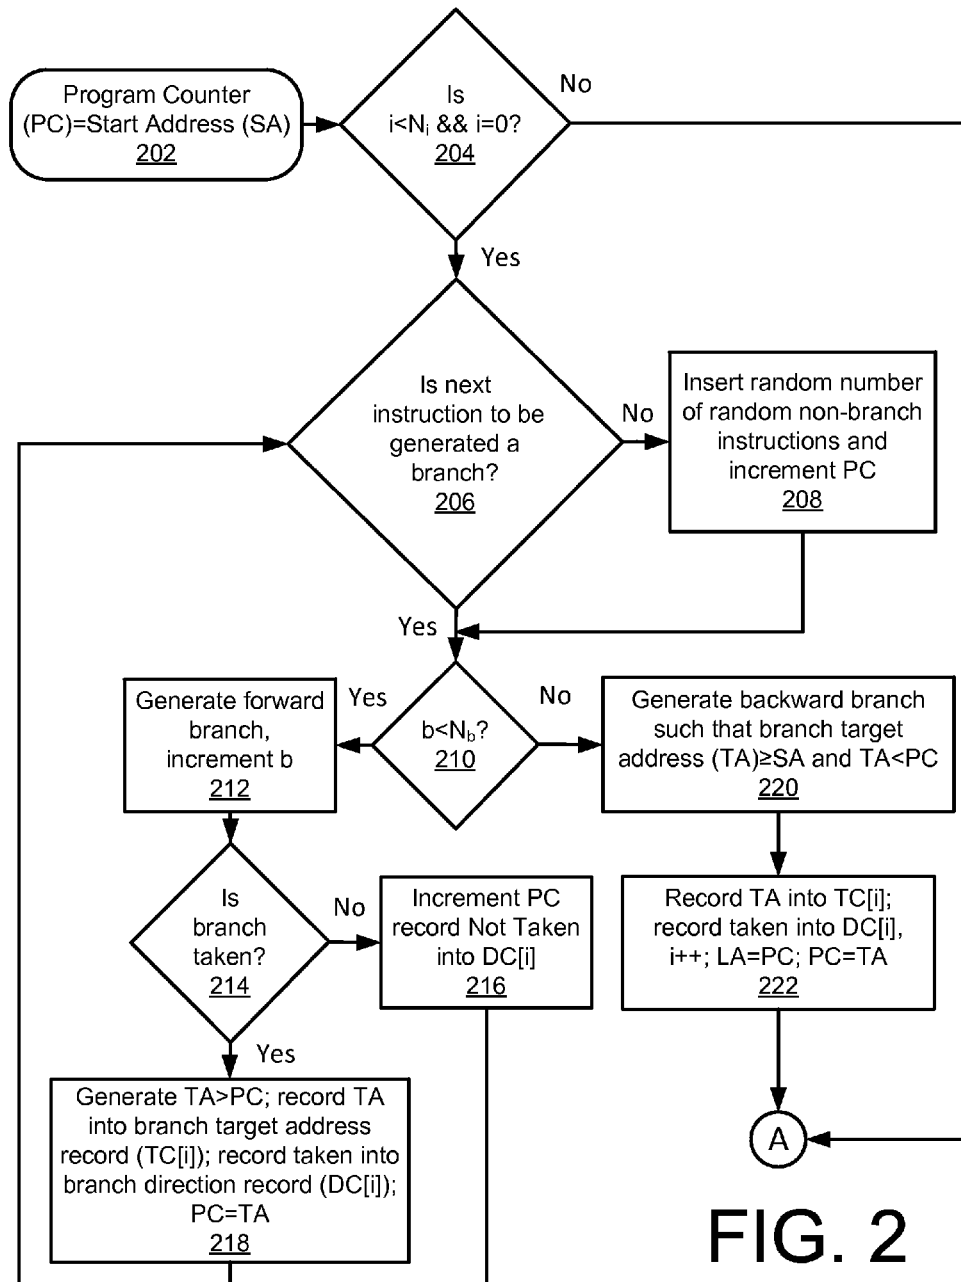 Program Counter
(PC)=Start Address (SA)
202
Is
i<Nᵢ && i=0?
204
No
Yes
Is next
instruction to be
generated a
branch?
206
No
Insert random number
of random non-branch
instructions and
increment PC
208
Yes
b<N_b?
210
Yes
No
Generate forward
branch,
increment b
212
Generate backward branch
such that branch target
address (TA)≥SA and TA<PC
220
Is
branch
taken?
214
No
Increment PC
record Not Taken
into DC[i]
216
Record TA into TC[i];
record taken into DC[i],
i++; LA=PC; PC=TA
222
Yes
Generate TA>PC; record TA
into branch target address
record (TC[i]); record taken into
branch direction record (DC[i]);
PC=TA
218
A
FIG. 2